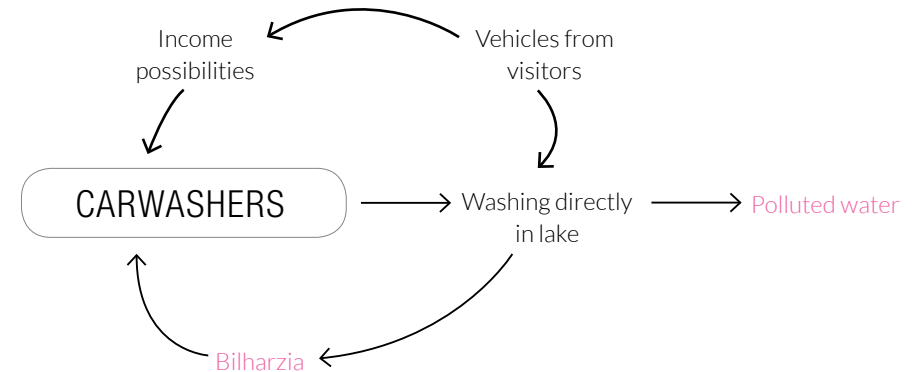 Income
possibilities
Vehicles from
visitors
CARWASHERS
Washing directly
in lake
Polluted water
Bilharzia